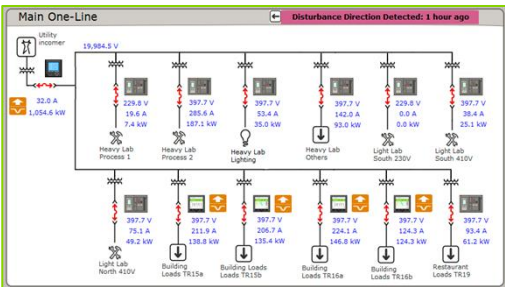 Main One-Line
Disturbance Direction Detected: 1 hour ago
Utility
incomer
19,984.5 V
32.0 A
1,054.6 kW
229.8 V
19.6 A
7.4 kW
Heavy Lab
Process 1
397.7 V
285.6 A
187.1 kW
Heavy Lab
Process 2
397.7 V
53.4 A
35.0 kW
Heavy Lab
Lighting
397.7 V
142.0 A
93.0 kW
Heavy Lab
Others
229.8 V
0.0 A
0.0 kW
Light Lab
South 230V
397.7 V
38.4 A
25.1 kW
Light Lab
South 410V
397.7 V
75.1 A
49.2 kW
Light Lab
North 410V
397.7 V
211.9 A
138.8 kW
Building
Loads TR15a
397.7 V
206.7 A
135.4 kW
Building Loads
Loads TR15b
397.7 V
224.1 A
146.8 kW
Building
Loads TR16a
397.7 V
124.3 A
124.3 kW
Building
Loads TR16b
397.7 V
93.4 A
61.2 kW
Restaurant
Loads TR19